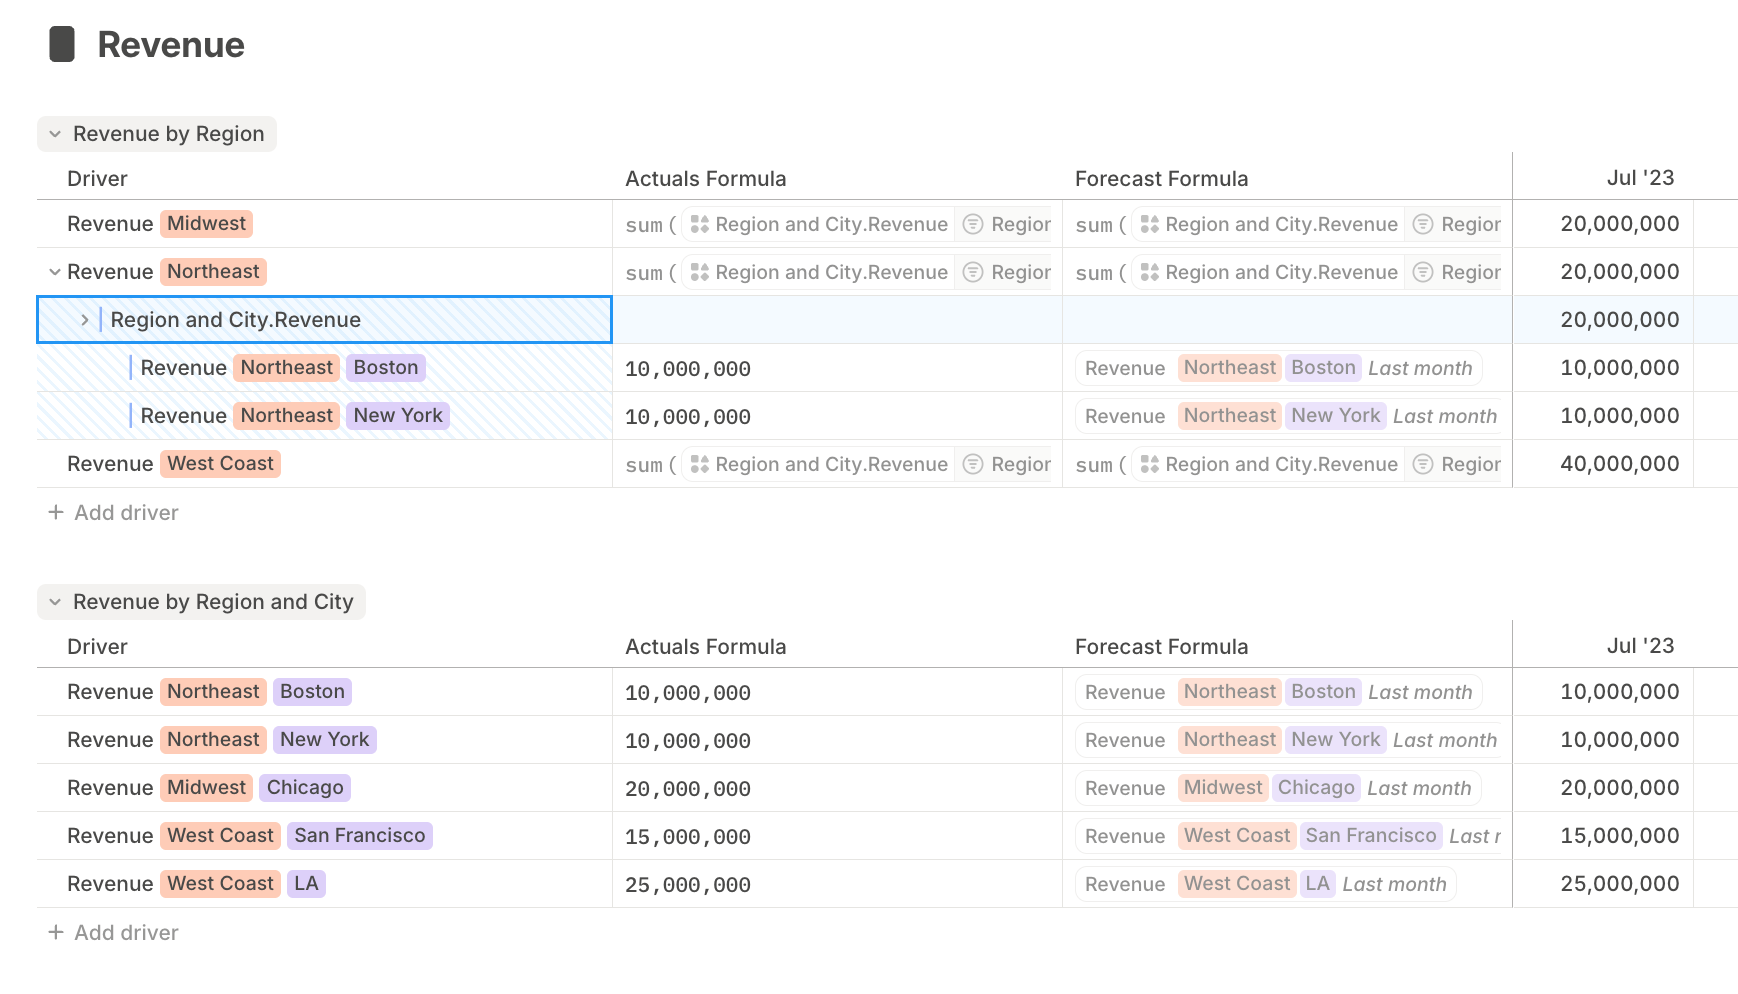 Revenue
Revenue by Region
Driver Actuals Formula Forecast Formula Jul '23
Revenue Midwest sum( Region and City.Revenue Region sum( Region and City.Revenue Region 20,000,000
Revenue Northeast sum( Region and City.Revenue Region sum( Region and City.Revenue Region 20,000,000
Region and City.Revenue 20,000,000
Revenue Northeast Boston 10,000,000 Revenue Northeast Boston Last month 10,000,000
Revenue Northeast New York 10,000,000 Revenue Northeast New York Last month 10,000,000
Revenue West Coast sum( Region and City.Revenue Region sum( Region and City.Revenue Region 40,000,000
+ Add driver
Revenue by Region and City
Driver Actuals Formula Forecast Formula Jul '23
Revenue Northeast Boston 10,000,000 Revenue Northeast Boston Last month 10,000,000
Revenue Northeast New York 10,000,000 Revenue Northeast New York Last month 10,000,000
Revenue Midwest Chicago 20,000,000 Revenue Midwest Chicago Last month 20,000,000
Revenue West Coast San Francisco 15,000,000 Revenue West Coast San Francisco Last 15,000,000
Revenue West Coast LA 25,000,000 Revenue West Coast LA Last month 25,000,000
+ Add driver